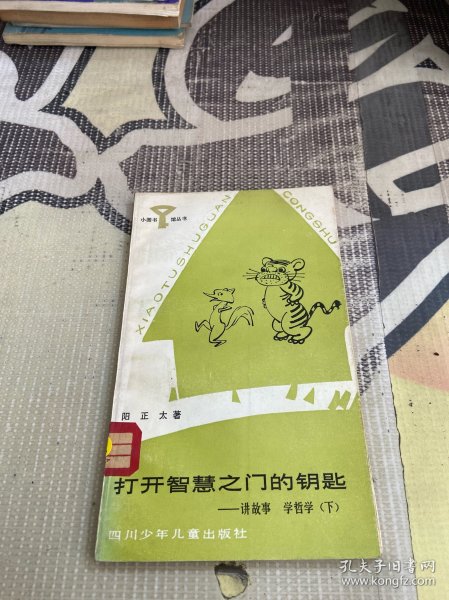 小图书馆丛书
XIAOTUSHUGUAN CONGSHU
阳正太著
打开智慧之门的钥匙
——讲故事 学哲学(下)
四川少年儿童出版社
孔夫子旧书网
www.kongfz.com